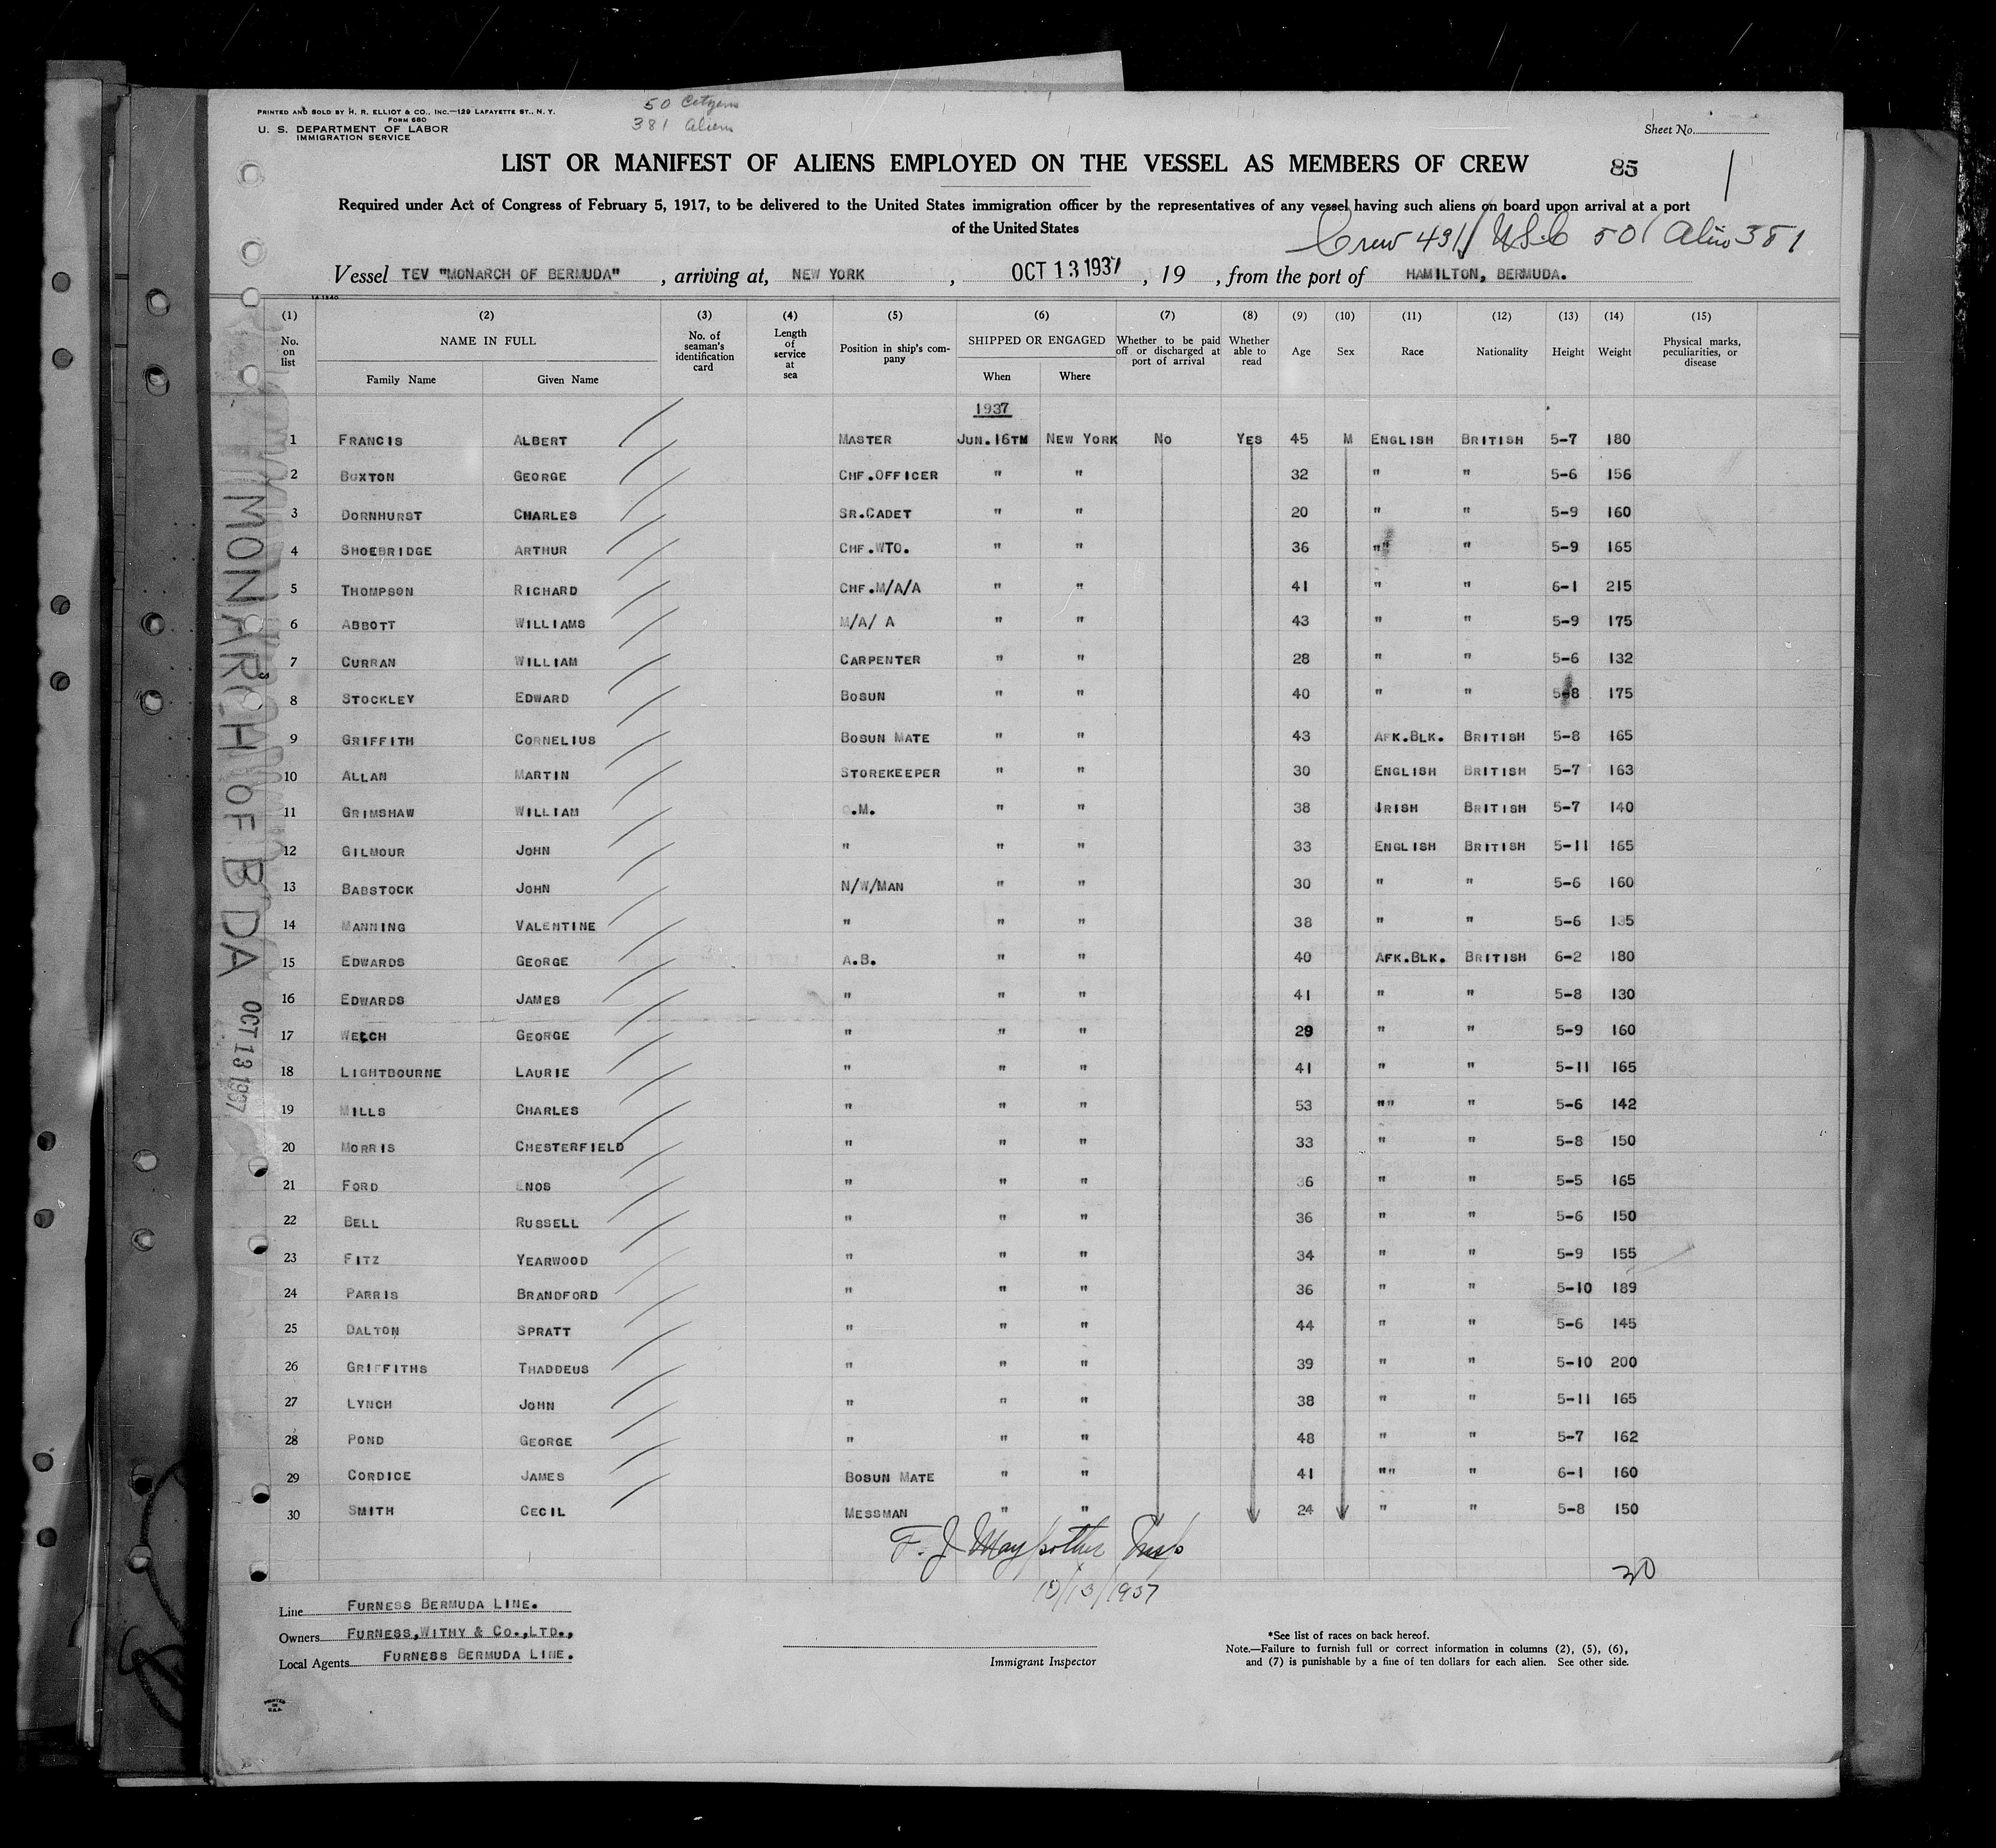 50 Citizens
381 Aliens
PRINTED AND SOLD BY H. R. ELLIOT & CO., INC.—129 LAFAYETTE ST., N. Y.
FORM 680
U. S. DEPARTMENT OF LABOR
IMMIGRATION SERVICE
Sheet No.
LIST OR MANIFEST OF ALIENS EMPLOYED ON THE VESSEL AS MEMBERS OF CREW
85 1
Required under Act of Congress of February 5, 1917, to be delivered to the United States immigration officer by the representatives of any vessel having such aliens on board upon arrival at a port
of the United States
Crew 431/ USC 50/ Alien 381
Vessel TEV "MONARCH OF BERMUDA", arriving at, NEW YORK, OCT 13 1937, 19 , from the port of HAMILTON, BERMUDA.
(1) (2) (3) (4) (5) (6) (7) (8) (9) (10) (11) (12) (13) (14) (15)
No. on list NAME IN FULL Family Name Given Name No. of seaman's identification card Length of service at sea Position in ship's company SHIPPED OR ENGAGED When Where Whether to be paid off or discharged at port of arrival Whether able to read Age Sex Race Nationality Height Weight Physical marks, peculiarities, or disease
1937
1 FRANCIS ALBERT MASTER JUN.16TH NEW YORK NO YES 45 M ENGLISH BRITISH 5-7 180
2 BUXTON GEORGE CHF.OFFICER " " 32 " " 5-6 156
3 DORNHURST CHARLES SR.CADET " " 20 " " 5-9 160
4 SHOEBRIDGE ARTHUR CHF.WTO. " " 36 "" " 5-9 165
5 THOMPSON RICHARD CHF.M/A/A " " 41 " " 6-1 215
6 ABBOTT WILLIAMS M/A/ A " " 43 " " 5-9 175
7 CURRAN WILLIAM CARPENTER " " 28 " " 5-6 132
8 STOCKLEY EDWARD BOSUN " " 40 " " 5-8 175
9 GRIFFITH CORNELIUS BOSUN MATE " " 43 AFK.BLK. BRITISH 5-8 165
10 ALLAN MARTIN STOREKEEPER " " 30 ENGLISH BRITISH 5-7 163
11 GRIMSHAW WILLIAM Q.M. " " 38 IRISH BRITISH 5-7 140
12 GILMOUR JOHN " " " 33 ENGLISH BRITISH 5-11 165
13 BABSTOCK JOHN N/W/MAN " " 30 " " 5-6 160
14 MANNING VALENTINE " " " 38 " " 5-6 135
15 EDWARDS GEORGE A.B. " " 40 AFK.BLK. BRITISH 6-2 180
16 EDWARDS JAMES " " " 41 " " 5-8 130
17 WELCH GEORGE " " " 29 " " 5-9 160
18 LIGHTBOURNE LAURIE " " " 41 " " 5-11 165
19 MILLS CHARLES " " " 53 "" " 5-6 142
20 MORRIS CHESTERFIELD " " " 33 " " 5-8 150
21 FORD ENOS " " " 36 " " 5-5 165
22 BELL RUSSELL " " " 36 " " 5-6 150
23 FITZ YEARWOOD " " " 34 " " 5-9 155
24 PARRIS BRANDFORD " " " 36 " " 5-10 189
25 DALTON SPRATT " " " 44 " " 5-6 145
26 GRIFFITHS THADDEUS " " " 39 " " 5-10 200
27 LYNCH JOHN " " " 38 " " 5-11 165
28 POND GEORGE " " " 48 " " 5-7 162
29 CORDICE JAMES BOSUN MATE " " 41 "" " 6-1 160
30 SMITH CECIL MESSMAN " " 24 " " 5-8 150
F. J. Maypother Insp
10/13/1937
30
Line FURNESS BERMUDA LINE.
Owners FURNESS,WITHY & CO.,LTD.,
Local Agents FURNESS BERMUDA LINE.
Immigrant Inspector
*See list of races on back hereof.
Note.—Failure to furnish full or correct information in columns (2), (5), (6),
and (7) is punishable by a fine of ten dollars for each alien. See other side.
PRINTED IN U.S.A.
MONARCH OF B'DA OCT 13 1937